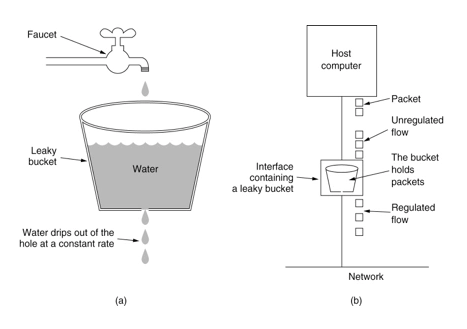 Faucet
Leaky
bucket
Water
Water drips out of the
hole at a constant rate
(a)
Host
computer
Packet
Unregulated
flow
Interface
containing
a leaky bucket
The bucket
holds
packets
Regulated
flow
Network
(b)